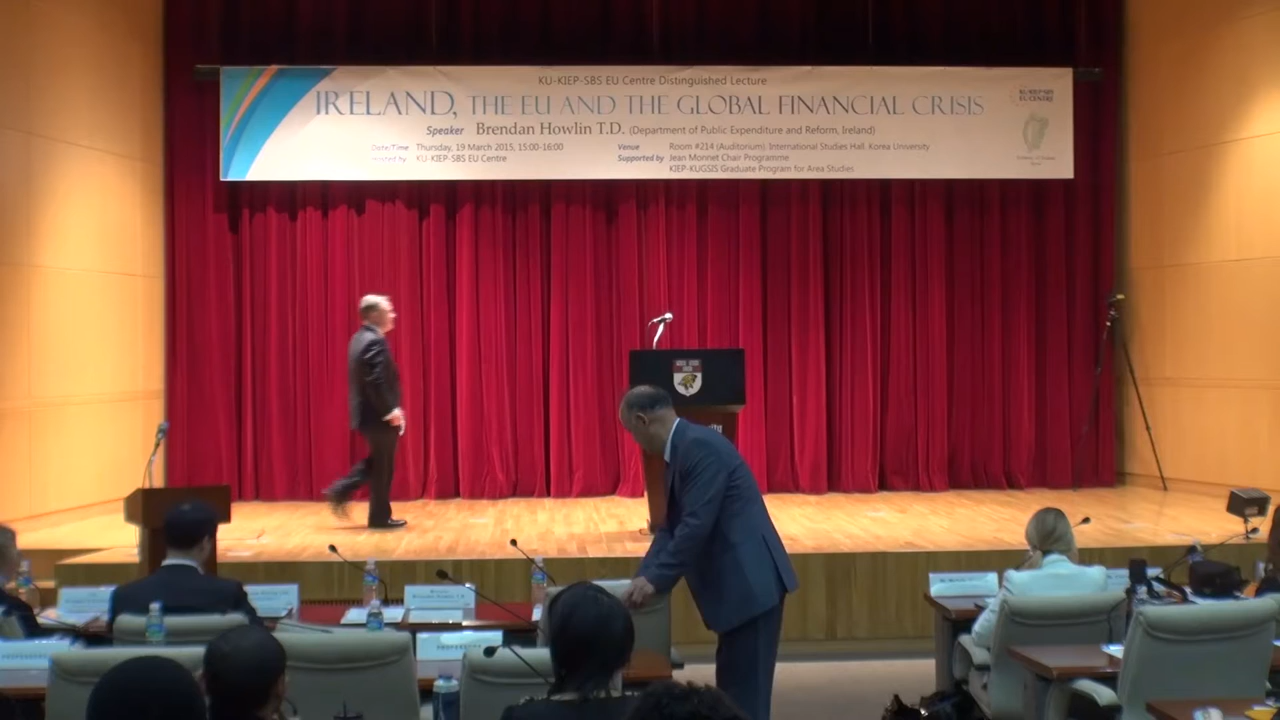 KU-KIEP-SBS EU Centre Distinguished Lecture
IRELAND, THE EU AND THE GLOBAL FINANCIAL CRISIS
Speaker Brendan Howlin T.D. (Department of Public Expenditure and Reform, Ireland)
Date/Time Thursday, 19 March 2015, 15:00-16:00
Hosted by KU-KIEP-SBS EU Centre
Venue Room #214 (Auditorium). International Studies Hall. Korea University
Supported by Jean Monnet Chair Programme
KIEP-KUGSIS Graduate Program for Area Studies
KU-KIEP-SBS
EU CENTRE